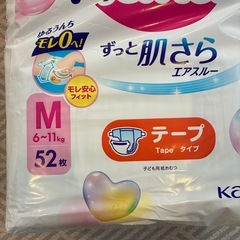 ゆるうんち
モレ0へ!
ずっと肌さら
エアスルー
モレ安心
フィット
M
6~11kg
52枚
テープ
Tape タイプ
子ども用紙おむつ
Ka